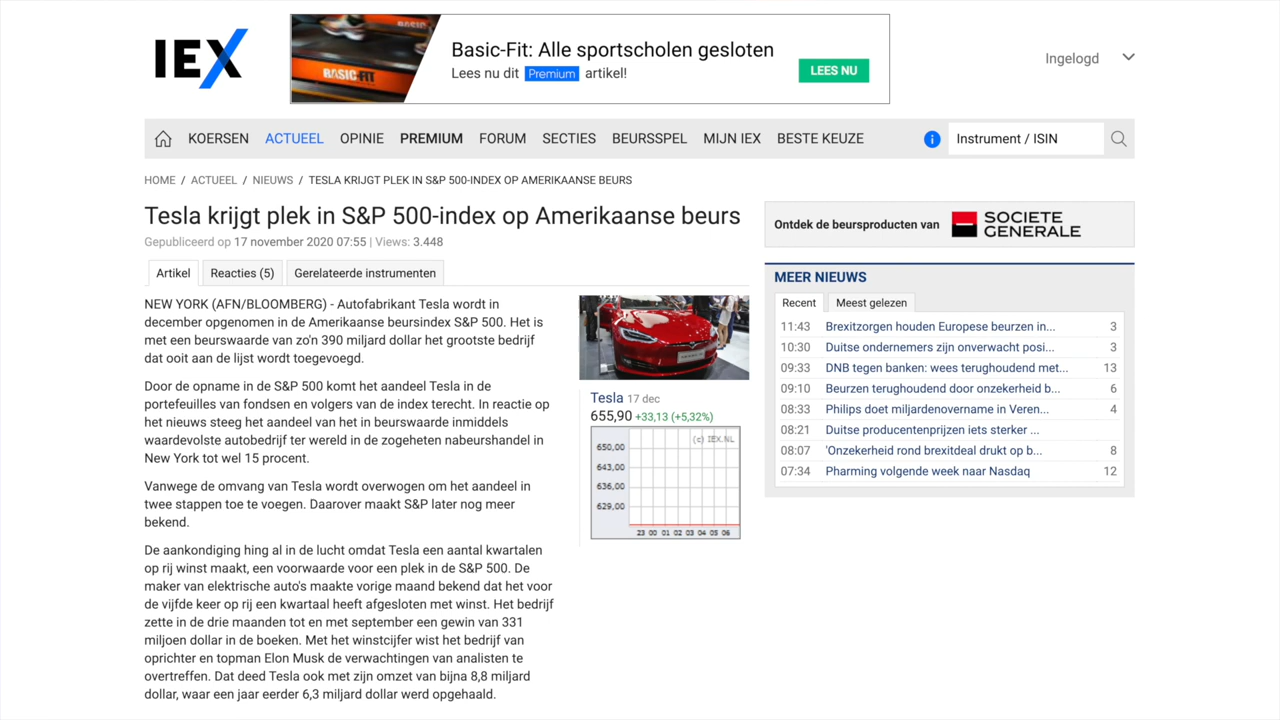 IEX
BASIC-FIT
Basic-Fit: Alle sportscholen gesloten
Lees nu dit Premium artikel!
LEES NU
Ingelogd
KOERSEN ACTUEEL OPINIE PREMIUM FORUM SECTIES BEURSSPEL MIJN IEX BESTE KEUZE
i
Instrument / ISIN
HOME / ACTUEEL / NIEUWS / TESLA KRIJGT PLEK IN S&P 500-INDEX OP AMERIKAANSE BEURS
Tesla krijgt plek in S&P 500-index op Amerikaanse beurs
Gepubliceerd op 17 november 2020 07:55 | Views: 3.448
Artikel Reacties (5) Gerelateerde instrumenten
NEW YORK (AFN/BLOOMBERG) - Autofabrikant Tesla wordt in
december opgenomen in de Amerikaanse beursindex S&P 500. Het is
met een beurswaarde van zo'n 390 miljard dollar het grootste bedrijf
dat ooit aan de lijst wordt toegevoegd.
Door de opname in de S&P 500 komt het aandeel Tesla in de
portefeuilles van fondsen en volgers van de index terecht. In reactie op
het nieuws steeg het aandeel van het in beurswaarde inmiddels
waardevolste autobedrijf ter wereld in de zogeheten nabeurshandel in
New York tot wel 15 procent.
Vanwege de omvang van Tesla wordt overwogen om het aandeel in
twee stappen toe te voegen. Daarover maakt S&P later nog meer
bekend.
De aankondiging hing al in de lucht omdat Tesla een aantal kwartalen
op rij winst maakt, een voorwaarde voor een plek in de S&P 500. De
maker van elektrische auto's maakte vorige maand bekend dat het voor
de vijfde keer op rij een kwartaal heeft afgesloten met winst. Het bedrijf
zette in de drie maanden tot en met september een gewin van 331
miljoen dollar in de boeken. Met het winstcijfer wist het bedrijf van
oprichter en topman Elon Musk de verwachtingen van analisten te
overtreffen. Dat deed Tesla ook met zijn omzet van bijna 8,8 miljard
dollar, waar een jaar eerder 6,3 miljard dollar werd opgehaald.
Tesla 17 dec
655,90 +33,13 (+5,32%)
(c) IEX.NL
650,00
643,00
636,00
629,00
23 00 01 02 03 04 05 06
Ontdek de beursproducten van
SOCIETE
GENERALE
MEER NIEUWS
Recent Meest gelezen
11:43 Brexitzorgen houden Europese beurzen in... 3
10:30 Duitse ondernemers zijn onverwacht posi... 3
09:33 DNB tegen banken: wees terughoudend met... 13
09:10 Beurzen terughoudend door onzekerheid b... 6
08:33 Philips doet miljardenovername in Veren... 4
08:21 Duitse producentenprijzen iets sterker ...
08:07 'Onzekerheid rond brexitdeal drukt op b... 8
07:34 Pharming volgende week naar Nasdaq 12